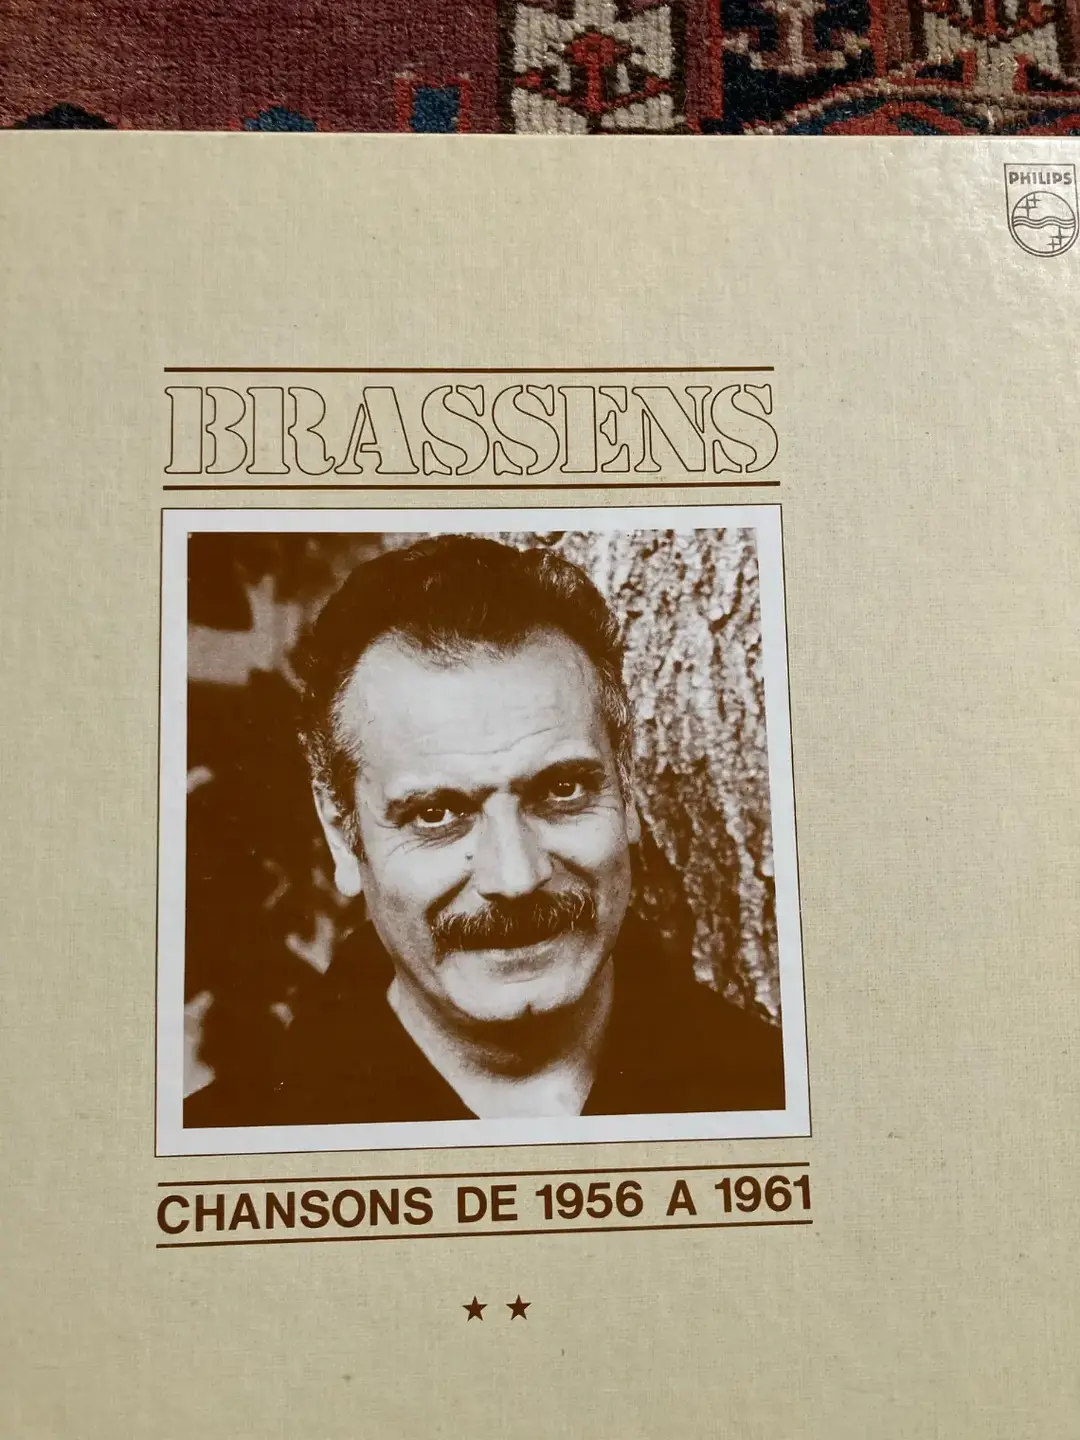 PHILIPS
BRASSENS
CHANSONS DE 1956 A 1961